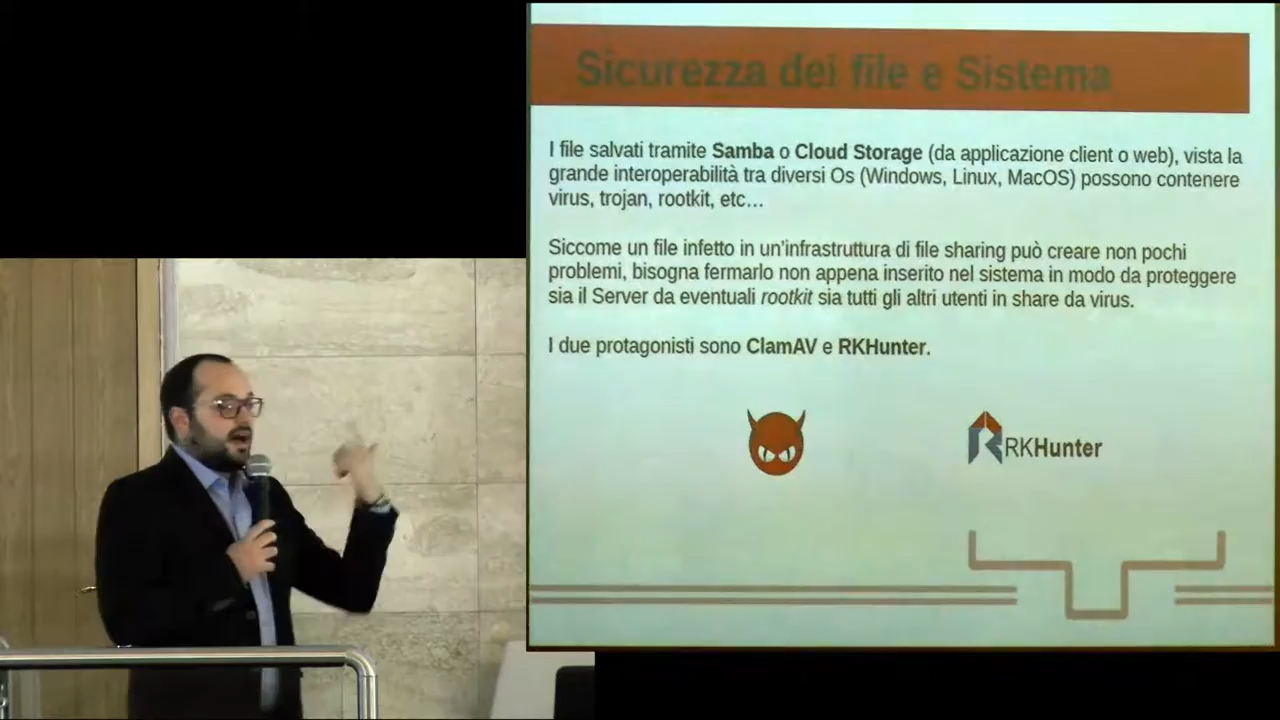 Sicurezza dei file e Sistema
I file salvati tramite Samba o Cloud Storage (da applicazione client o web), vista la
grande interoperabilità tra diversi Os (Windows, Linux, MacOS) possono contenere
virus, trojan, rootkit, etc…
Siccome un file infetto in un'infrastruttura di file sharing può creare non pochi
problemi, bisogna fermarlo non appena inserito nel sistema in modo da proteggere
sia il Server da eventuali rootkit sia tutti gli altri utenti in share da virus.
I due protagonisti sono ClamAV e RKHunter.
RKHunter